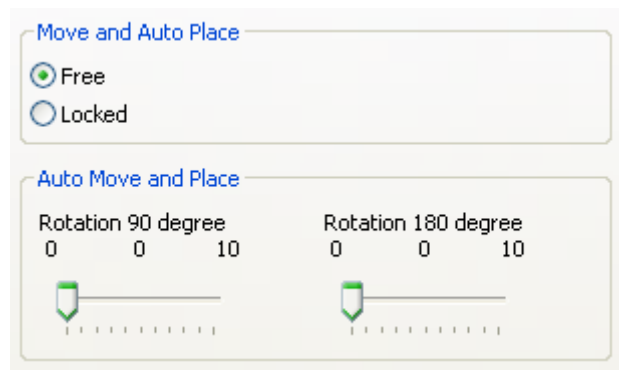 Move and Auto Place
Free
Locked
Auto Move and Place
Rotation 90 degree Rotation 180 degree
0 0 10 0 0 10